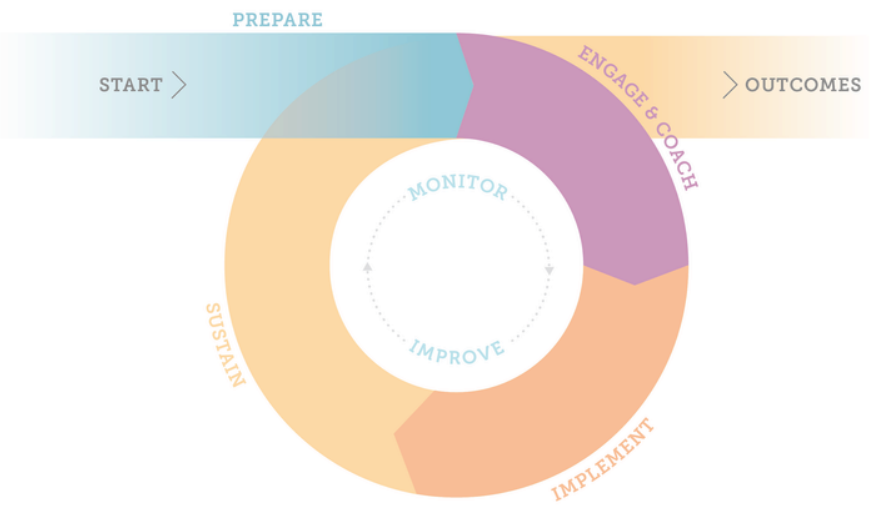 PREPARE
START
OUTCOMES
ENGAGE & COACH
MONITOR
IMPROVE
SUSTAIN
IMPLEMENT